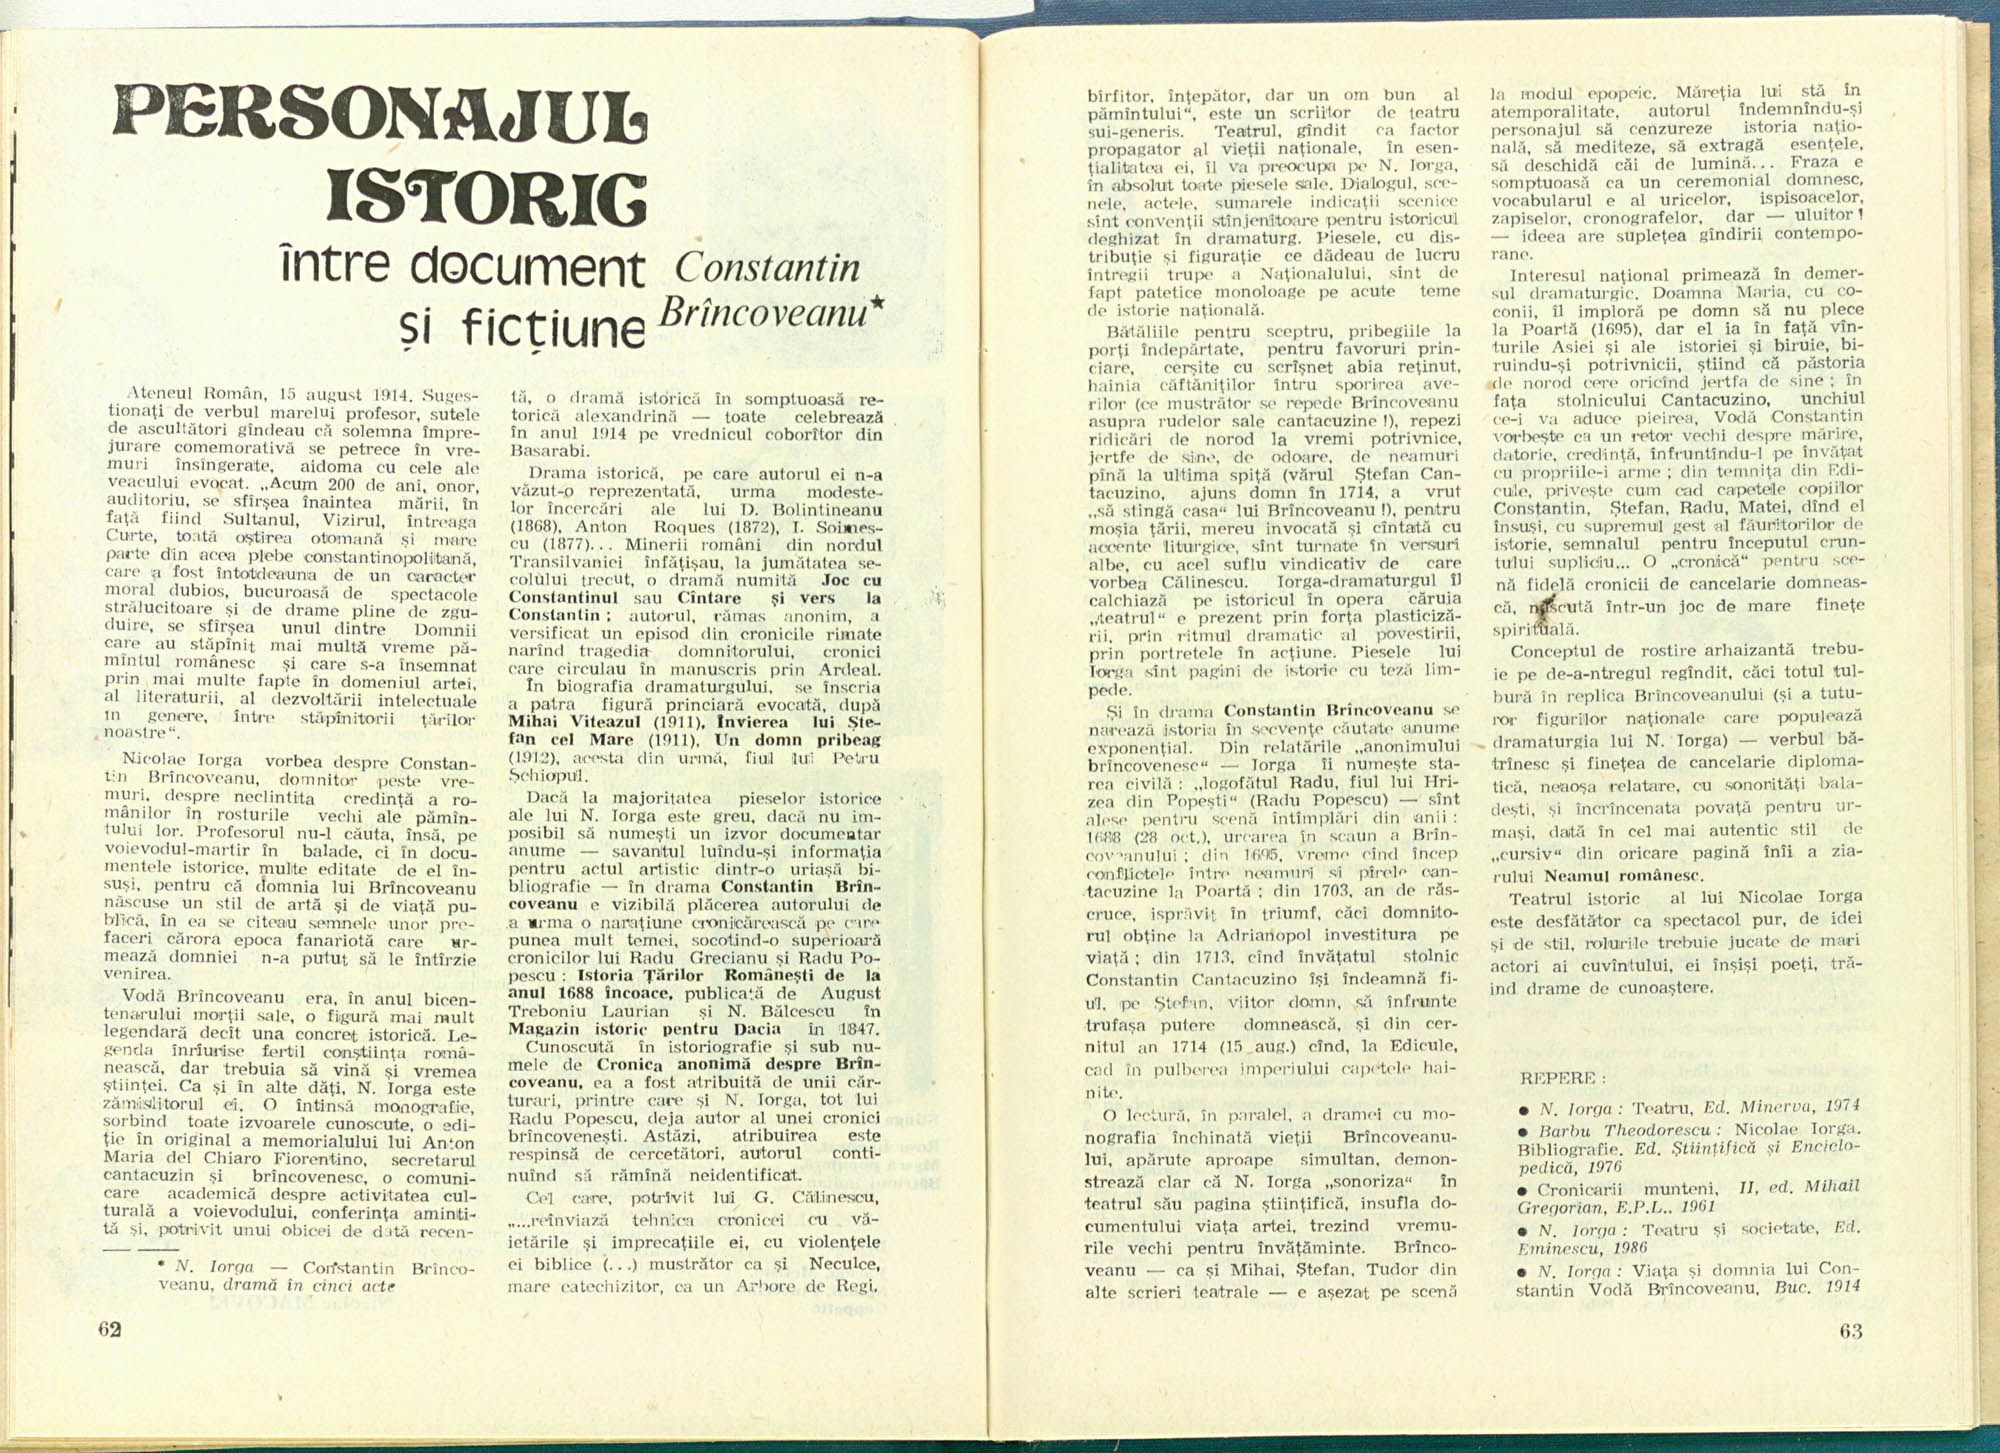 PERSONAJUL
ISTORIC
între document
și ficțiune
Constantin
Brîncoveanu*
Ateneul Român, 15 august 1914. Suges-
tionați de verbul marelui profesor, sutele
de ascultători gîndeau că solemna împre-
jurare comemorativă se petrece în vre-
muri însîngerate, aidoma cu cele ale
veacului evocat. „Acum 200 de ani, onor,
auditoriu, se sfîrșea înaintea mării, în
față fiind Sultanul, Vizirul, întreaga
Curte, toată oștirea otomană și mare
parte din acea plebe constantinopolitană,
care a fost întotdeauna de un caracter
moral dubios, bucuroasă de spectacole
strălucitoare și de drame pline de zgu-
duire, se sfîrșea unul dintre Domnii
care au stăpînit mai multă vreme pă-
mîntul românesc și care s-a însemnat
prin mai multe fapte în domeniul artei,
al literaturii, al dezvoltării intelectuale
în genere, între stăpînitorii țărilor
noastre“.
Nicolae Iorga vorbea despre Constan-
tin Brîncoveanu, domnitor peste vre-
muri, despre neclintita credință a ro-
mânilor în rosturile vechi ale pămîn-
tului lor. Profesorul nu-l căuta, însă, pe
voievodul-martir în balade, ci în docu-
mentele istorice, multe editate de el în-
suși, pentru că domnia lui Brîncoveanu
născuse un stil de artă și de viață pu-
blică, în ea se citeau semnele unor pre-
faceri cărora epoca fanariotă care ur-
mează domniei n-a putut să le întîrzie
venirea.
Vodă Brîncoveanu era, în anul bicen-
tenarului morții sale, o figură mai mult
legendară decît una concret istorică. Le-
genda înrîurise fertil conștiința româ-
nească, dar trebuia să vină și vremea
științei. Ca și în alte dăți, N. Iorga este
zămislitorul ei. O întinsă monografie,
sorbind toate izvoarele cunoscute, o edi-
ție în original a memorialului lui Anton
Maria del Chiaro Fiorentino, secretarul
cantacuzin și brîncovenesc, o comuni-
care academică despre activitatea cul-
turală a voievodului, conferința aminti-
tă și, potrivit unui obicei de dată recen-
* N. Iorga — Constantin Brînco-
veanu, dramă în cinci acte
62
tă, o dramă istorică în somptuoasă re-
torică alexandrină — toate celebrează
în anul 1914 pe vrednicul coborîtor din
Basarabi.
Drama istorică, pe care autorul ei n-a
văzut-o reprezentată, urma modeste-
lor încercări ale lui D. Bolintineanu
(1868), Anton Roques (1872), I. Soimes-
cu (1877)... Minerii români din nordul
Transilvaniei înfățișau, la jumătatea se-
colului trecut, o dramă numită Joc cu
Constantinul sau Cîntare și vers la
Constantin ; autorul, rămas anonim, a
versificat un episod din cronicile rimate
narînd tragedia domnitorului, cronici
care circulau în manuscris prin Ardeal.
În biografia dramaturgului, se înscria
a patra figură princiară evocată, după
Mihai Viteazul (1911), Învierea lui Ște-
fan cel Mare (1911), Un domn pribeag
(1912), acesta din urmă, fiul lui Petru
Șchiopul.
Dacă la majoritatea pieselor istorice
ale lui N. Iorga este greu, dacă nu im-
posibil să numești un izvor documentar
anume — savantul luîndu-și informația
pentru actul artistic dintr-o uriașă bi-
bliografie — în drama Constantin Brîn-
coveanu e vizibilă plăcerea autorului de
a urma o narațiune cronicărească pe care
punea mult temei, socotind-o superioară
cronicilor lui Radu Grecianu și Radu Po-
pescu : Istoria Țărilor Românești de la
anul 1688 încoace, publicată de August
Treboniu Laurian și N. Bălcescu în
Magazin istoric pentru Dacia în 1847.
Cunoscută în istoriografie și sub nu-
mele de Cronica anonimă despre Brîn-
coveanu, ea a fost atribuită de unii căr-
turari, printre care și N. Iorga, tot lui
Radu Popescu, deja autor al unei cronici
brîncovenești. Astăzi, atribuirea este
respinsă de cercetători, autorul conti-
nuînd să rămînă neidentificat.
Cel care, potrivit lui G. Călinescu,
„...reînviază tehnica cronicei cu vă-
ietările și imprecațiile ei, cu violențele
ei biblice (...) mustrător ca și Neculce,
mare catechizitor, ca un Arbore de Regi,
bîrfitor, înțepător, dar un om bun al
pămîntului“, este un scriitor de teatru
sui-generis. Teatrul, gîndit ca factor
propagator al vieții naționale, în esen-
țialitatea ei, îl va preocupa pe N. Iorga,
în absolut toate piesele sale. Dialogul, sce-
nele, actele, sumarele indicații scenice
sînt convenții stînjenitoare pentru istoricul
deghizat în dramaturg. Piesele, cu dis-
tribuție și figurație ce dădeau de lucru
întregii trupe a Naționalului, sînt de
fapt patetice monoloage pe acute teme
de istorie națională.
Bătăliile pentru sceptru, pribegiile la
porți îndepărtate, pentru favoruri prin-
ciare, cerșite cu scrîșnet abia reținut,
hainia căftăniților întru sporirea ave-
rilor (ce mustrător se repede Brîncoveanu
asupra rudelor sale cantacuzine !), repezi
ridicări de norod la vremi potrivnice,
jertfe de sine, de odoare, de neamuri
pînă la ultima spiță (vărul Ștefan Can-
tacuzino, ajuns domn în 1714, a vrut
„să stingă casa“ lui Brîncoveanu !), pentru
moșia țării, mereu invocată și cîntată cu
accente liturgice, sînt turnate în versuri
albe, cu acel suflu vindicativ de care
vorbea Călinescu. Iorga-dramaturgul îl
calchiază pe istoricul în opera căruia
„teatrul“ e prezent prin forța plasticiză-
rii, prin ritmul dramatic al povestirii,
prin portretele în acțiune. Piesele lui
Iorga sînt pagini de istorie cu teză lim-
pede.
Și în drama Constantin Brîncoveanu se
narează istoria în secvențe căutate anume
exponențial. Din relatările „anonimului
brîncovenesc“ — Iorga îi numește sta-
rea civilă : „logofătul Radu, fiul lui Hri-
zea din Popești“ (Radu Popescu) — sînt
alese pentru scenă întîmplări din anii :
1688 (28 oct.), urcarea în scaun a Brîn-
coveanului ; din 1695, vreme cînd încep
conflictele între neamuri și pîrele can-
tacuzine la Poartă ; din 1703, an de răs-
cruce, isprăvit în triumf, căci domnito-
rul obține la Adrianopol investitura pe
viață ; din 1713, cînd învățatul stolnic
Constantin Cantacuzino își îndeamnă fi-
ul, pe Ștefan, viitor domn, să înfrunte
trufașa putere domnească, și din cer-
nitul an 1714 (15 aug.) cînd, la Edicule,
cad în pulberea imperiului capetele hai-
nite.
O lectură, în paralel, a dramei cu mo-
nografia închinată vieții Brîncoveanu-
lui, apărute aproape simultan, demon-
strează clar că N. Iorga „sonoriza“ în
teatrul său pagina științifică, insufla do-
cumentului viața artei, trezind vremu-
rile vechi pentru învățăminte. Brînco-
veanu — ca și Mihai, Ștefan, Tudor din
alte scrieri teatrale — e așezat pe scenă
la modul epopeic. Măreția lui stă în
atemporalitate, autorul îndemnîndu-și
personajul să cenzureze istoria națio-
nală, să mediteze, să extragă esențele,
să deschidă căi de lumină... Fraza e
somptuoasă ca un ceremonial domnesc,
vocabularul e al uricelor, ispisoacelor,
zapiselor, cronografelor, dar — uluitor !
— ideea are suplețea gîndirii contempo-
rane.
Interesul național primează în demer-
sul dramaturgic. Doamna Maria, cu co-
conii, îl imploră pe domn să nu plece
la Poartă (1695), dar el ia în față vîn-
turile Asiei și ale istoriei și biruie, bi-
ruindu-și potrivnicii, știind că păstoria
de norod cere oricînd jertfa de sine ; în
fața stolnicului Cantacuzino, unchiul
ce-i va aduce pieirea, Vodă Constantin
vorbește ca un retor vechi despre mărire,
datorie, credință, înfruntîndu-l pe învățat
cu propriile-i arme ; din temnița din Edi-
cule, privește cum cad capetele copiilor
Constantin, Ștefan, Radu, Matei, dînd el
însuși, cu supremul gest al făuritorilor de
istorie, semnalul pentru începutul crun-
tului supliciu... O „cronică“ pentru sce-
nă fidelă cronicii de cancelarie domneas-
că, născută într-un joc de mare finețe
spirituală.
Conceptul de rostire arhaizantă trebu-
ie pe de-a-ntregul regîndit, căci totul tul-
bură în replica Brîncoveanului (și a tutu-
ror figurilor naționale care populează
dramaturgia lui N. Iorga) — verbul bă-
trînesc și finețea de cancelarie diploma-
tică, neaoșa relatare, cu sonorități bala-
dești, și încrîncenata povață pentru ur-
mași, dată în cel mai autentic stil de
„cursiv“ din oricare pagină înîi a zia-
rului Neamul românesc.
Teatrul istoric al lui Nicolae Iorga
este desfătător ca spectacol pur, de idei
și de stil, rolurile trebuie jucate de mari
actori ai cuvîntului, ei înșiși poeți, tră-
ind drame de cunoaștere.
REPERE :
● N. Iorga : Teatru, Ed. Minerva, 1974
● Barbu Theodorescu : Nicolae Iorga.
Bibliografie. Ed. Științifică și Enciclo-
pedică, 1976
● Cronicarii munteni, II, ed. Mihail
Gregorian, E.P.L.. 1961
● N. Iorga : Teatru și societate, Ed.
Eminescu, 1986
● N. Iorga : Viața și domnia lui Con-
stantin Vodă Brîncoveanu, Buc. 1914
63